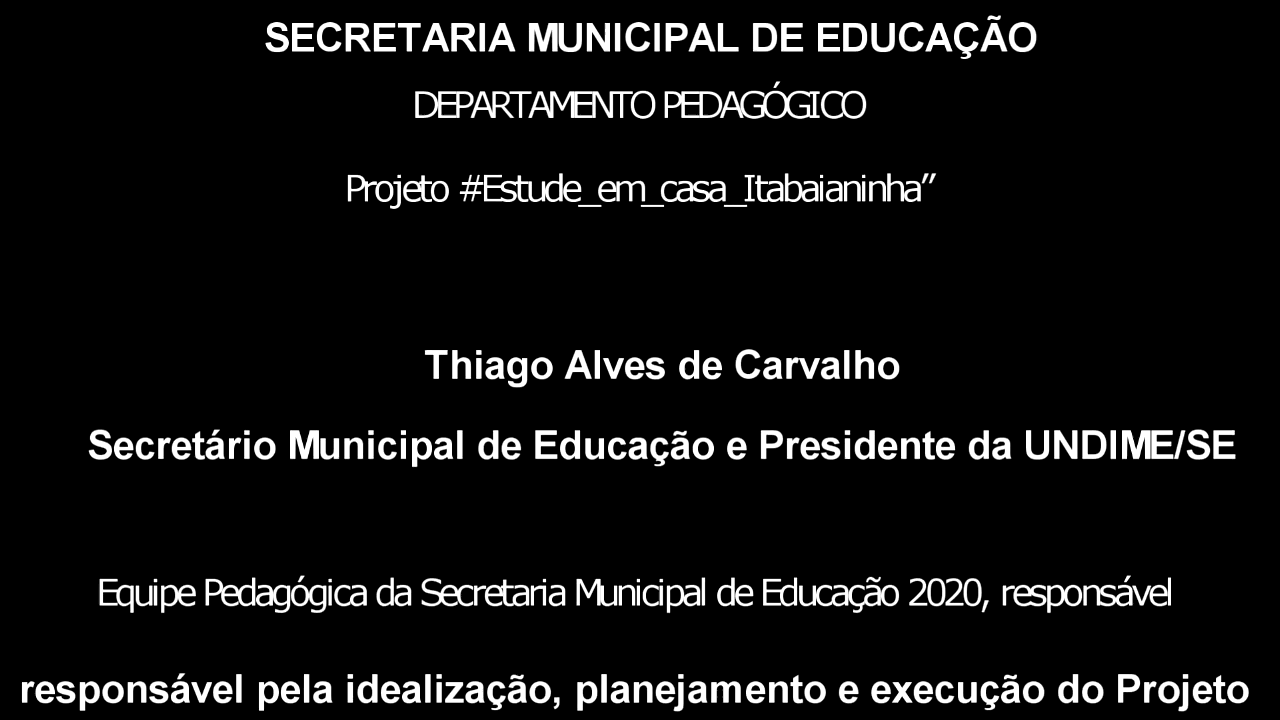 SECRETARIA MUNICIPAL DE EDUCAÇÃO
DEPARTAMENTO PEDAGÓGICO
Projeto #Estude_em_casa_Itabaianinha”
Thiago Alves de Carvalho
Secretário Municipal de Educação e Presidente da UNDIME/SE
Equipe Pedagógica da Secretaria Municipal de Educação 2020, responsável
responsável pela idealização, planejamento e execução do Projeto